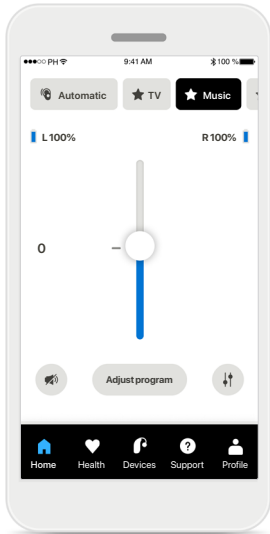 ●●●○○ PH 9:41 AM 100 %
Automatic TV Music
L 100% R 100%
0
Adjust program
Home Health Devices Support Profile